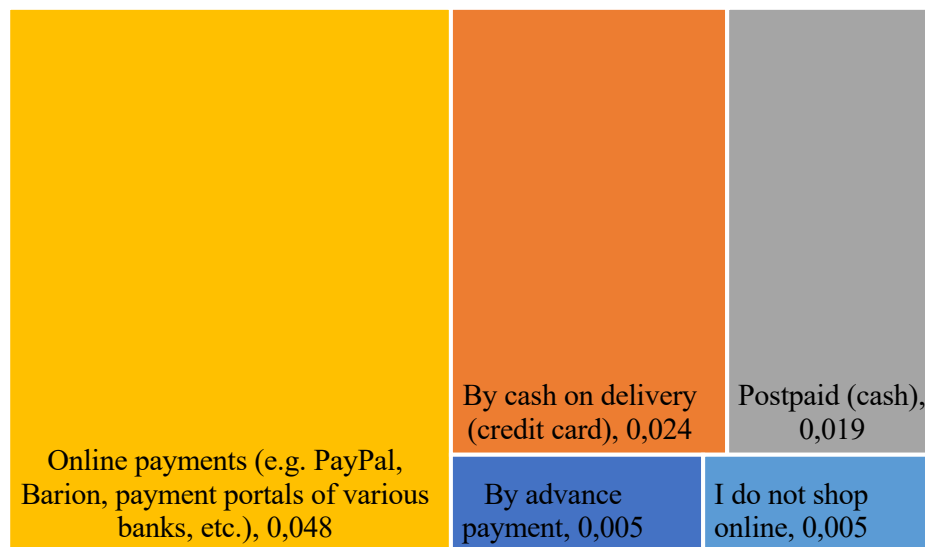 Online payments (e.g. PayPal,
Barion, payment portals of various
banks, etc.), 0,048
By cash on delivery
(credit card), 0,024
Postpaid (cash),
0,019
By advance
payment, 0,005
I do not shop
online, 0,005